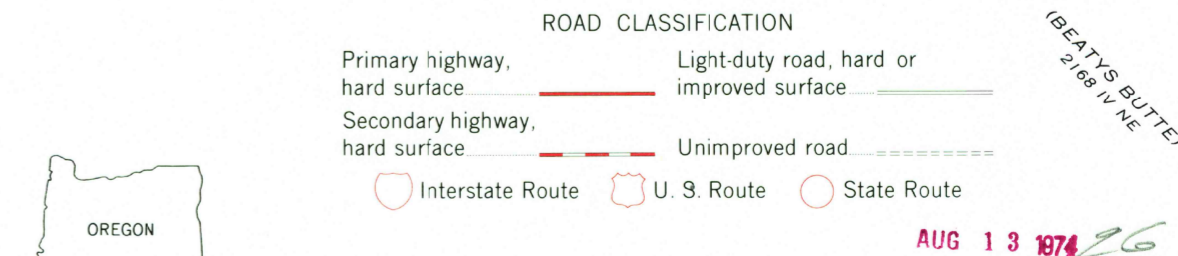 ROAD CLASSIFICATION
Primary highway,
hard surface
Light-duty road, hard or
improved surface
Secondary highway,
hard surface
Unimproved road
Interstate Route
U. S. Route
State Route
(BEATYS BUTTE)
2168 IV NE
OREGON
AUG 13 1974
26